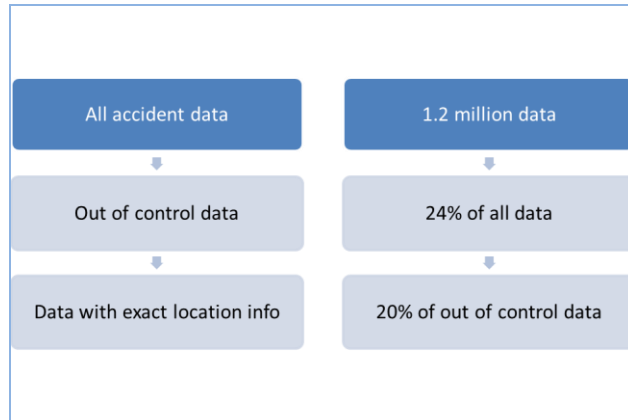 All accident data
1.2 million data
Out of control data
24% of all data
Data with exact location info
20% of out of control data